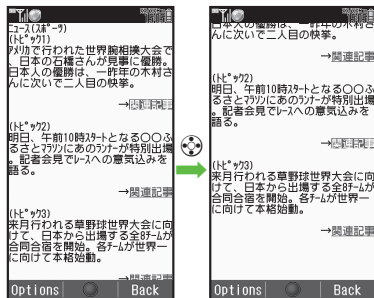 ニュース(スポーツ)
(トピック1)
アメリカで行われた世界腕相撲大会で
、日本の石橋さんが見事に優勝。
日本人の優勝は、一昨年の木村さ
んに次いで二人目の快挙。
→関連記事
(トピック2)
明日、午前10時スタートとなる〇〇ふ
るさとマラソンにあのランナーが特別出場
。記者会見でレースへの意気込みを
語る。
→関連記事
(トピック3)
来月行われる草野球世界大会に向
けて、日本から出場する全8チームが
合同合宿を開始。各チームが世界一
に向けて本格始動。
→関連記事
Options
Back
日本人の優勝は、一昨年の木村さ
んに次いで二人目の快挙。
→関連記事
(トピック2)
明日、午前10時スタートとなる〇〇ふ
るさとマラソンにあのランナーが特別出場
。記者会見でレースへの意気込みを
語る。
→関連記事
(トピック3)
来月行われる草野球世界大会に向
けて、日本から出場する全8チームが
合同合宿を開始。各チームが世界一
に向けて本格始動。
→関連記事
Options
Back